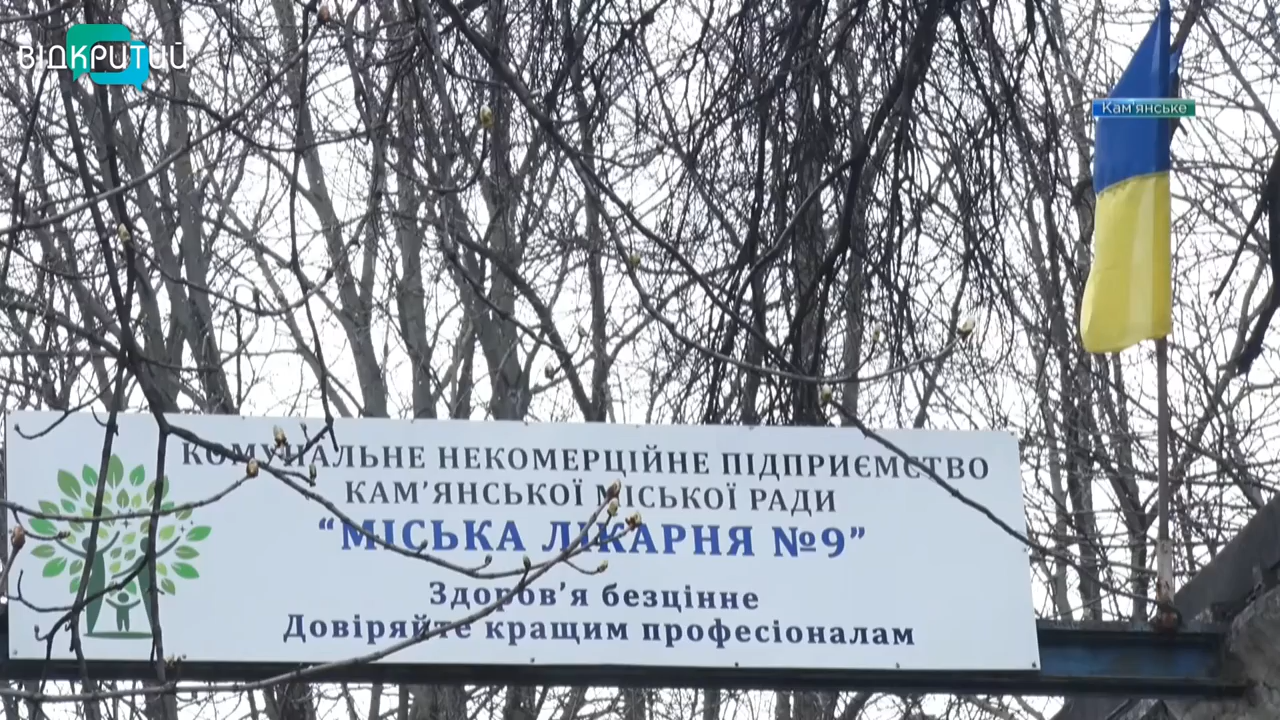 ВІДКРИТИЙ
Кам'янське
КОМУНАЛЬНЕ НЕКОМЕРЦІЙНЕ ПІДПРИЄМСТВО
КАМ’ЯНСЬКОЇ МІСЬКОЇ РАДИ
“МІСЬКА ЛІКАРНЯ №9”
Здоров’я безцінне
Довіряйте кращим професіоналам